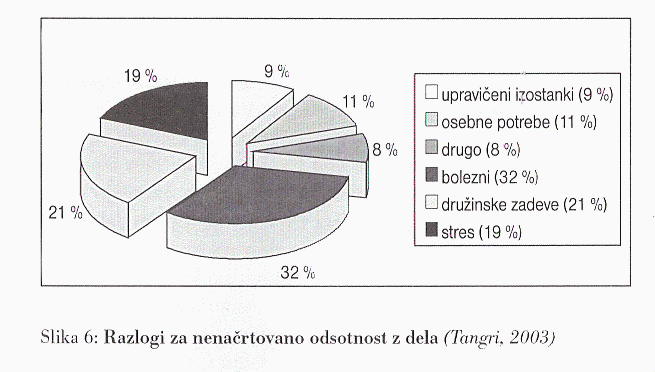 19 %
9 %
11 %
8 %
21 %
32 %
upravičeni izostanki (9 %)
osebne potrebe (11 %)
drugo (8 %)
bolezni (32 %)
družinske zadeve (21 %)
stres (19 %)
Slika 6: Razlogi za nenačrtovano odsotnost z dela (Tangri, 2003)